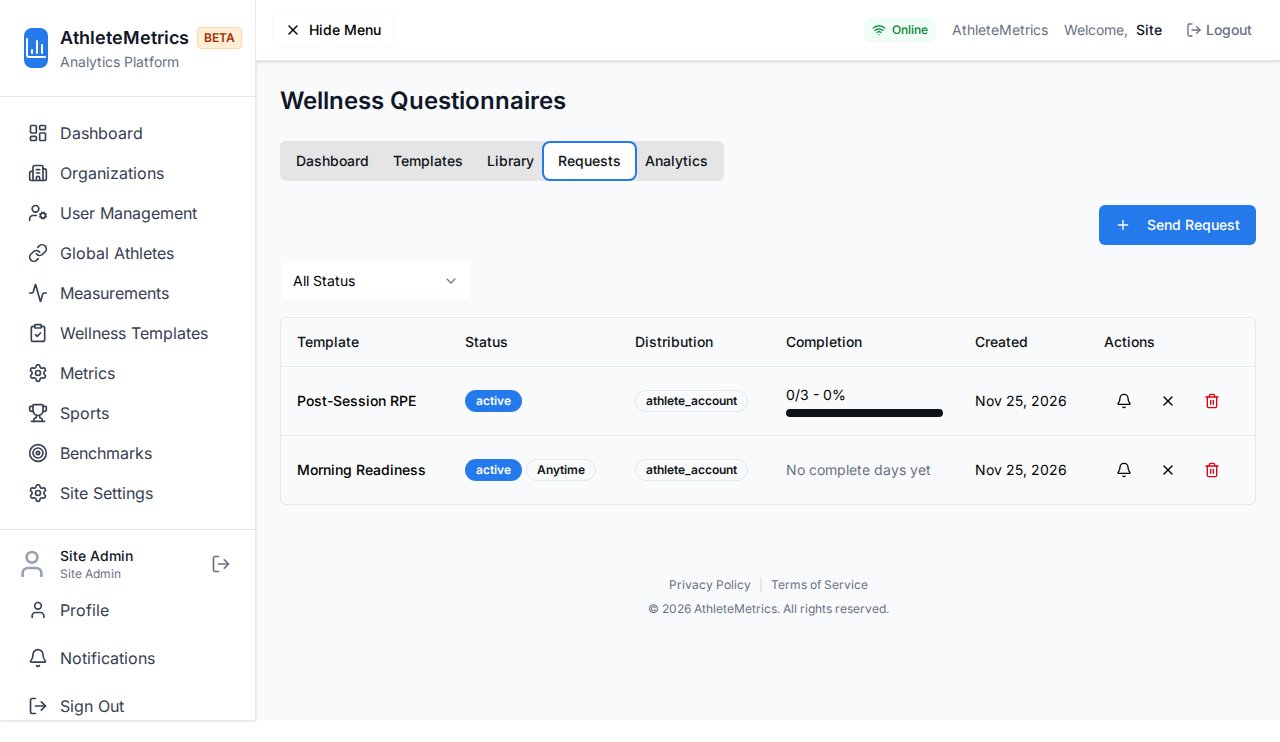 AthleteMetrics BETA
Analytics Platform
Dashboard
Organizations
User Management
Global Athletes
Measurements
Wellness Templates
Metrics
Sports
Benchmarks
Site Settings
Site Admin
Site Admin
Profile
Notifications
Sign Out
Hide Menu
Online AthleteMetrics Welcome, Site Logout
Wellness Questionnaires
Dashboard Templates Library Requests Analytics
Send Request
All Status
Template Status Distribution Completion Created Actions
Post-Session RPE active athlete_account 0/3 - 0% Nov 25, 2026
Morning Readiness active Anytime athlete_account No complete days yet Nov 25, 2026
Privacy Policy | Terms of Service
© 2026 AthleteMetrics. All rights reserved.